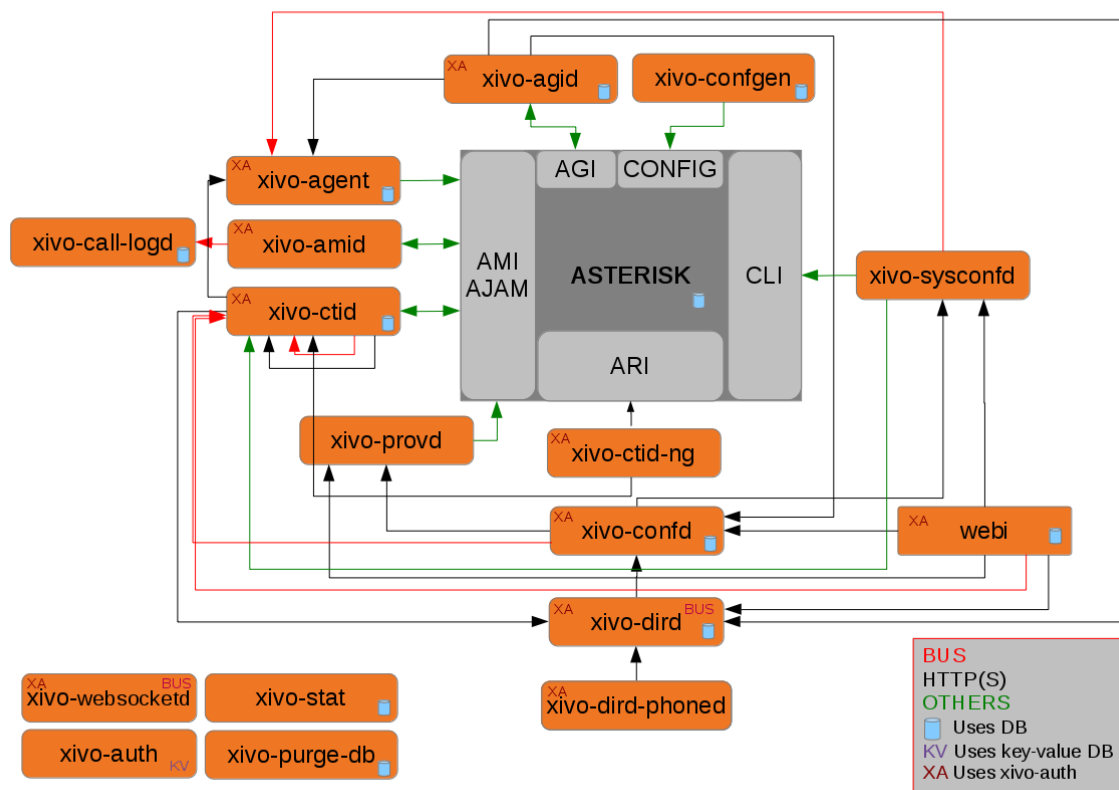 XA
xivo-agid
xivo-confgen
XA
xivo-agent
AGI
CONFIG
xivo-call-logd
XA
xivo-amid
AMI
AJAM
ASTERISK
CLI
xivo-sysconfd
XA
xivo-ctid
ARI
xivo-provd
XA
xivo-ctid-ng
XA
xivo-confd
XA
webi
XA
BUS
xivo-dird
XA
xivo-dird-phoned
XA
BUS
xivo-websocketd
xivo-stat
xivo-auth
KV
xivo-purge-db
BUS
HTTP(S)
OTHERS
Uses DB
KV Uses key-value DB
XA Uses xivo-auth